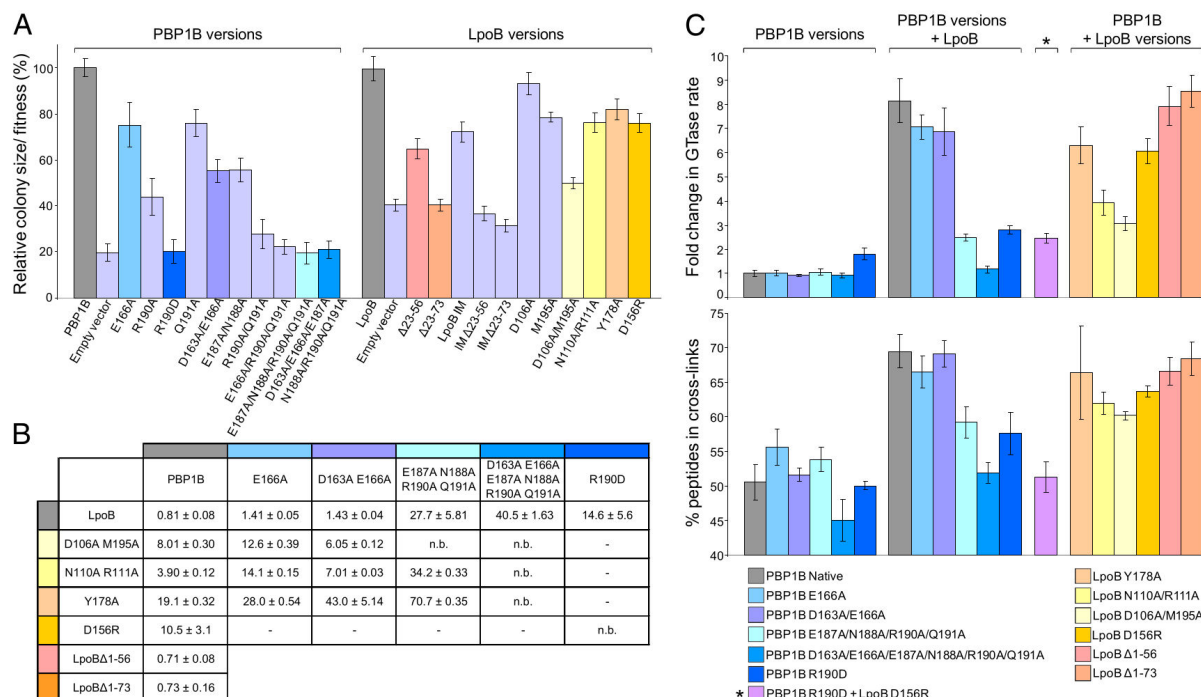 A
PBP1B versions
LpoB versions
Relative colony size/ fitness (%)
100
80
60
40
20
0
PBP1B
Empty vector
E166A
R190A
R190D
Q191A
D163A/E166A
E187A/N188A
R190A/Q191A
E166A/R190A/Q191A
E187A/N188A/R190A/Q191A
D163A/E166A/E187A
N188A/R190A/Q191A
LpoB
Empty vector
Δ23-56
Δ23-73
LpoB IM
IM Δ23-56
IM Δ23-73
D106A
M195A
D106A/M195A
N110A/R111A
Y178A
D156R
B
PBP1B E166A D163A E166A E187A N188A R190A Q191A D163A E166A E187A N188A R190A Q191A R190D
LpoB 0.81 ± 0.08 1.41 ± 0.05 1.43 ± 0.04 27.7 ± 5.81 40.5 ± 1.63 14.6 ± 5.6
D106A M195A 8.01 ± 0.30 12.6 ± 0.39 6.05 ± 0.12 n.b. n.b. -
N110A R111A 3.90 ± 0.12 14.1 ± 0.15 7.01 ± 0.03 34.2 ± 0.33 n.b. -
Y178A 19.1 ± 0.32 28.0 ± 0.54 43.0 ± 5.14 70.7 ± 0.35 n.b. -
D156R 10.5 ± 3.1 - - - - n.b.
LpoBΔ1-56 0.71 ± 0.08
LpoBΔ1-73 0.73 ± 0.16
C
PBP1B versions
PBP1B versions
+ LpoB
*
PBP1B
+ LpoB versions
Fold change in GTase rate
10
9
8
7
6
5
4
3
2
1
0
% peptides in cross-links
75
70
65
60
55
50
45
40
PBP1B Native
PBP1B E166A
PBP1B D163A/E166A
PBP1B E187A/N188A/R190A/Q191A
PBP1B D163A/E166A/E187A/N188A/R190A/Q191A
PBP1B R190D
* PBP1B R190D + LpoB D156R
LpoB Y178A
LpoB N110A/R111A
LpoB D106A/M195A
LpoB D156R
LpoB Δ1-56
LpoB Δ1-73